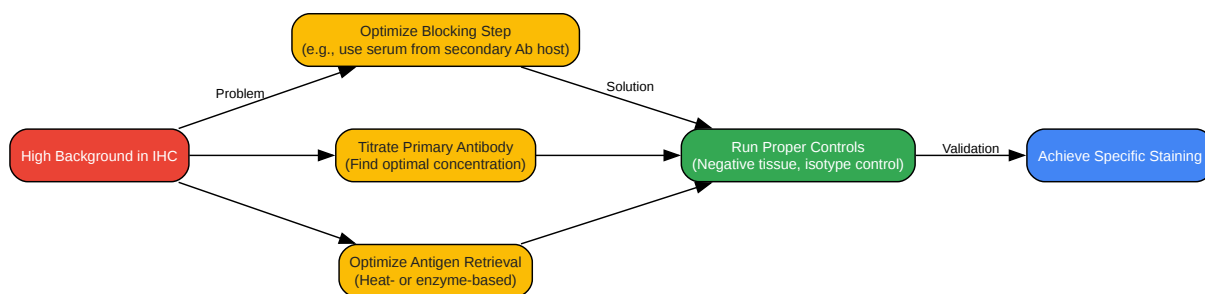 Optimize Blocking Step
(e.g., use serum from secondary Ab host)
Problem
Solution
High Background in IHC
Titrate Primary Antibody
(Find optimal concentration)
Run Proper Controls
(Negative tissue, isotype control)
Validation
Achieve Specific Staining
Optimize Antigen Retrieval
(Heat- or enzyme-based)